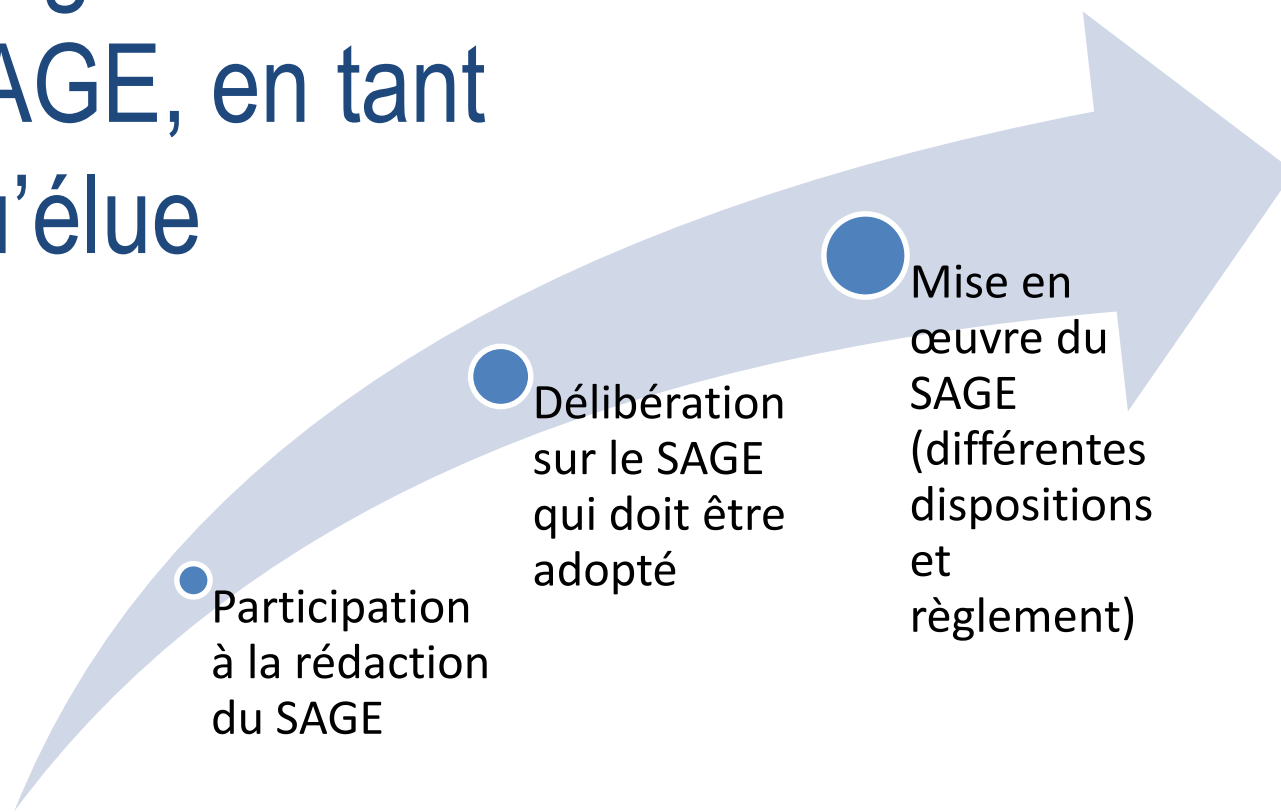 AGE, en tant
u'élue
Participation
à la rédaction
du SAGE
Délibération
sur le SAGE
qui doit être
adopté
Mise en
œuvre du
SAGE
(différentes
dispositions
et
règlement)